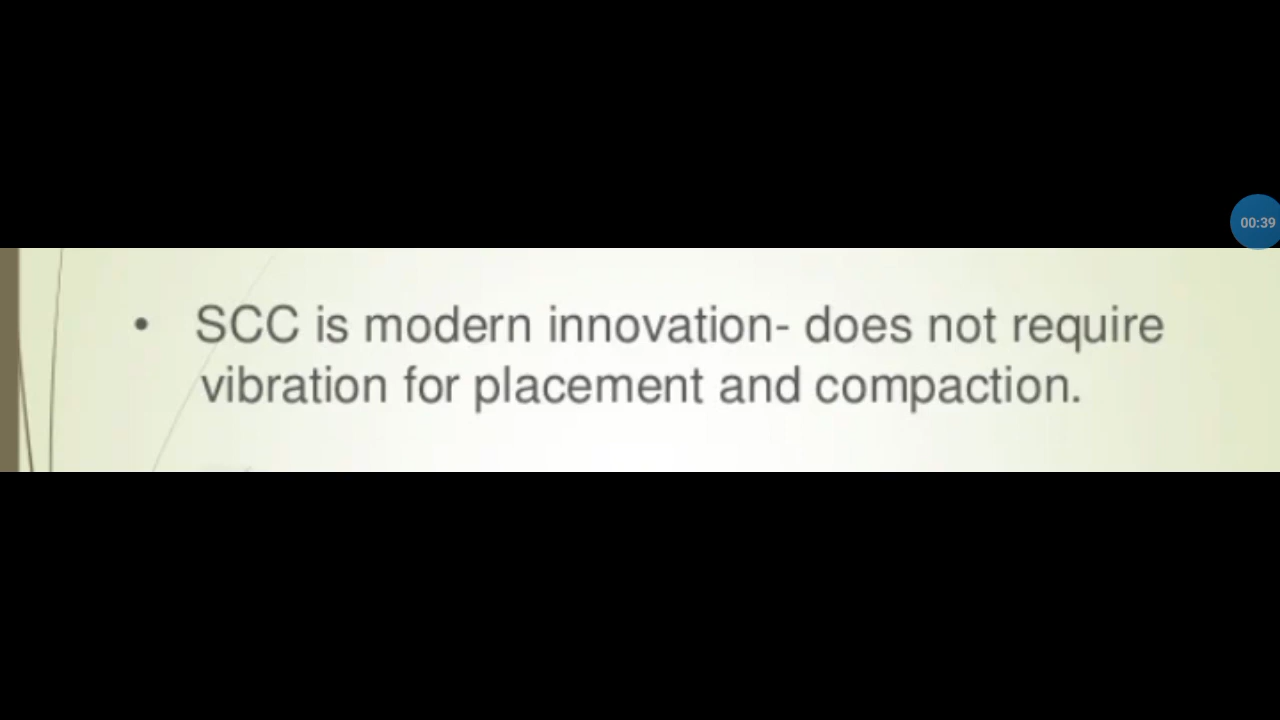 00:39
• SCC is modern innovation- does not require
vibration for placement and compaction.